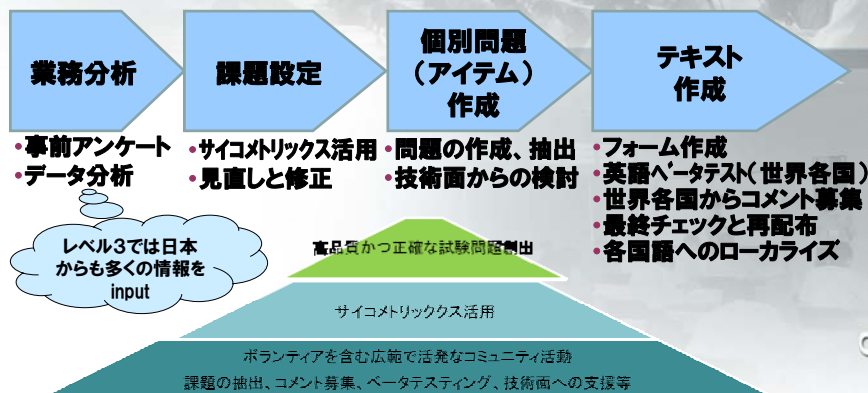 業務分析
課題設定
個別問題
（アイテム）
作成
テキスト
作成
•事前アンケート
•データ分析
•サイコメトリックス活用
•見直しと修正
•問題の作成、抽出
•技術面からの検討
•フォーム作成
•英語ベータテスト（世界各国）
•世界各国からコメント募集
•最終チェックと再配布
•各国語へのローカライズ
レベル３では日本
からも多くの情報を
input
高品質かつ正確な試験問題創出
サイコメトリックックス活用
ボランティアを含む広範で活発なコミュニティ活動
課題の抽出、コメント募集、ベータテスティング、技術面への支援等